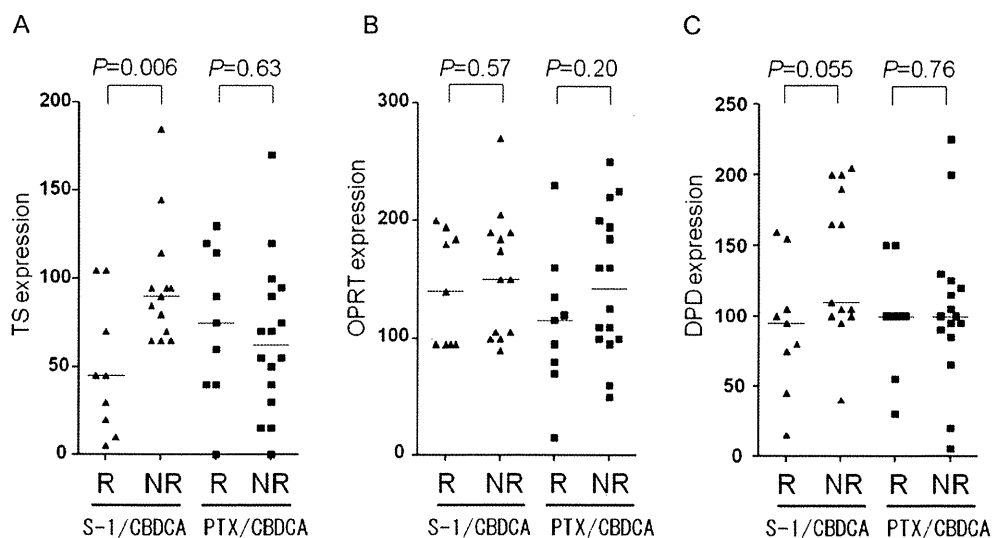 A
P=0.006 P=0.63
TS expression
200
150
100
50
0
R NR R NR
S-1/CBDCA PTX/CBDCA
B
P=0.57 P=0.20
OPRT expression
300
200
100
0
R NR R NR
S-1/CBDCA PTX/CBDCA
C
P=0.055 P=0.76
DPD expression
250
200
150
100
50
0
R NR R NR
S-1/CBDCA PTX/CBDCA